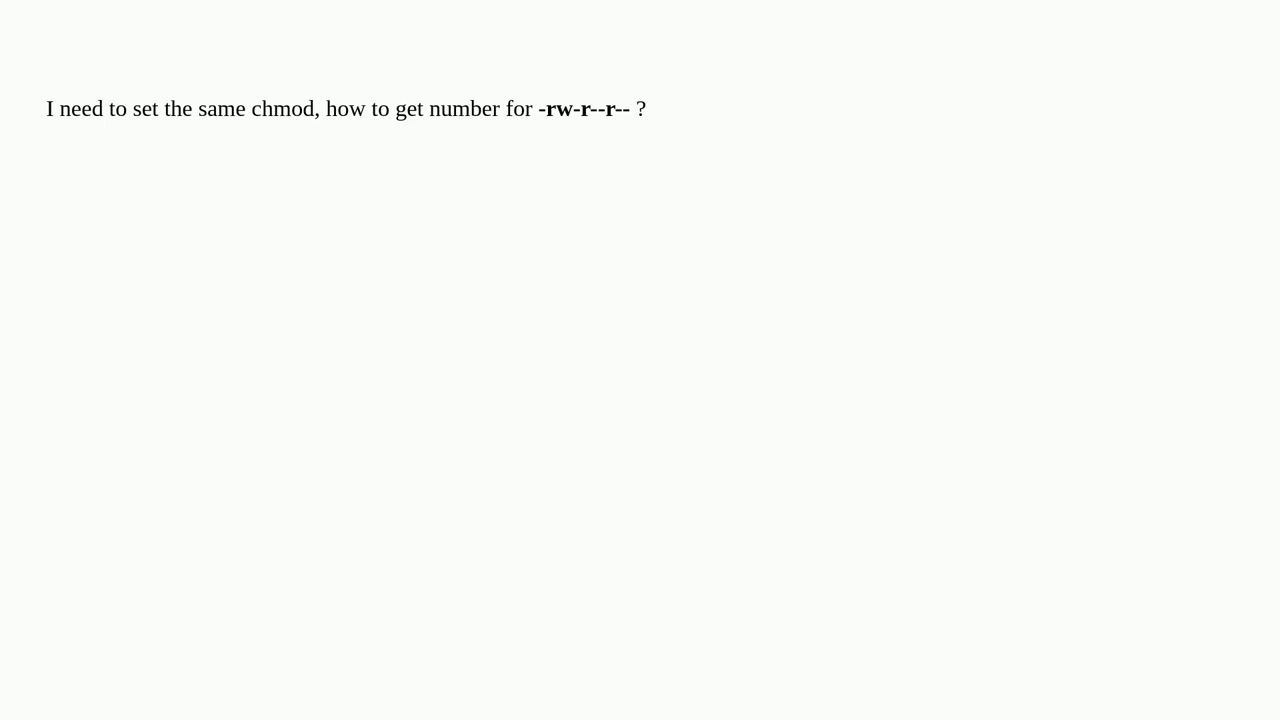 I need to set the same chmod, how to get number for -rw-r--r-- ?